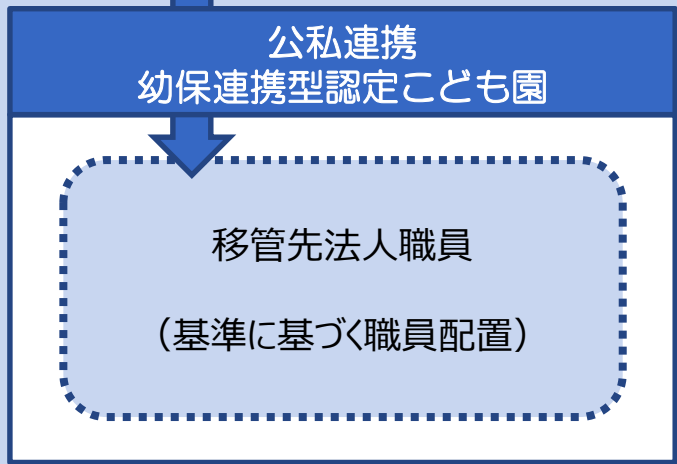 公私連携
幼保連携型認定こども園
移管先法人職員
（基準に基づく職員配置）